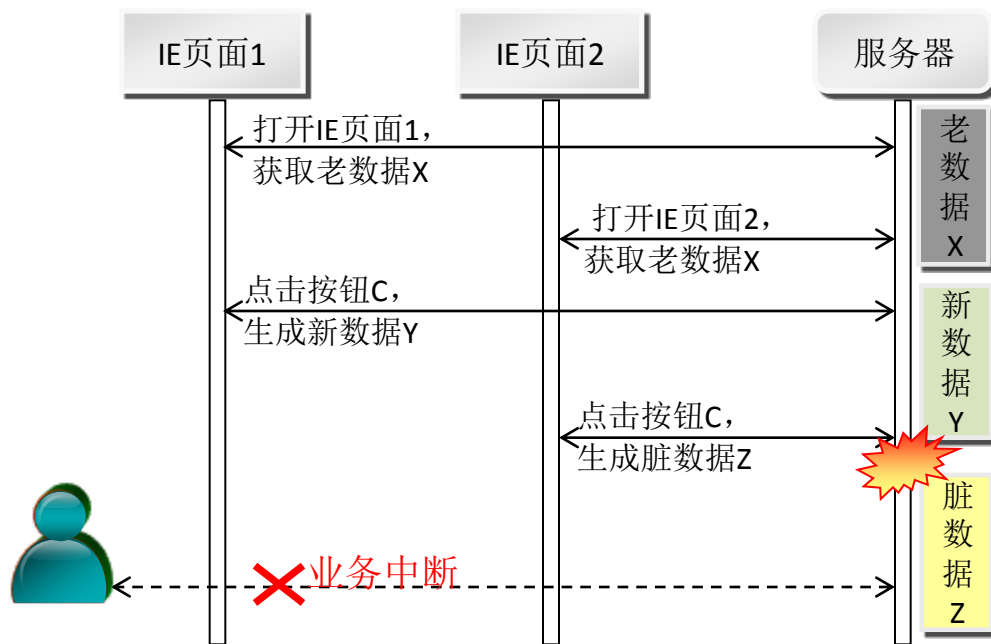 IE页面1
IE页面2
服务器
打开IE页面1，
获取老数据X
老
数
据
X
打开IE页面2，
获取老数据X
点击按钮C，
生成新数据Y
新
数
据
Y
点击按钮C，
生成脏数据Z
脏
数
据
Z
业务中断